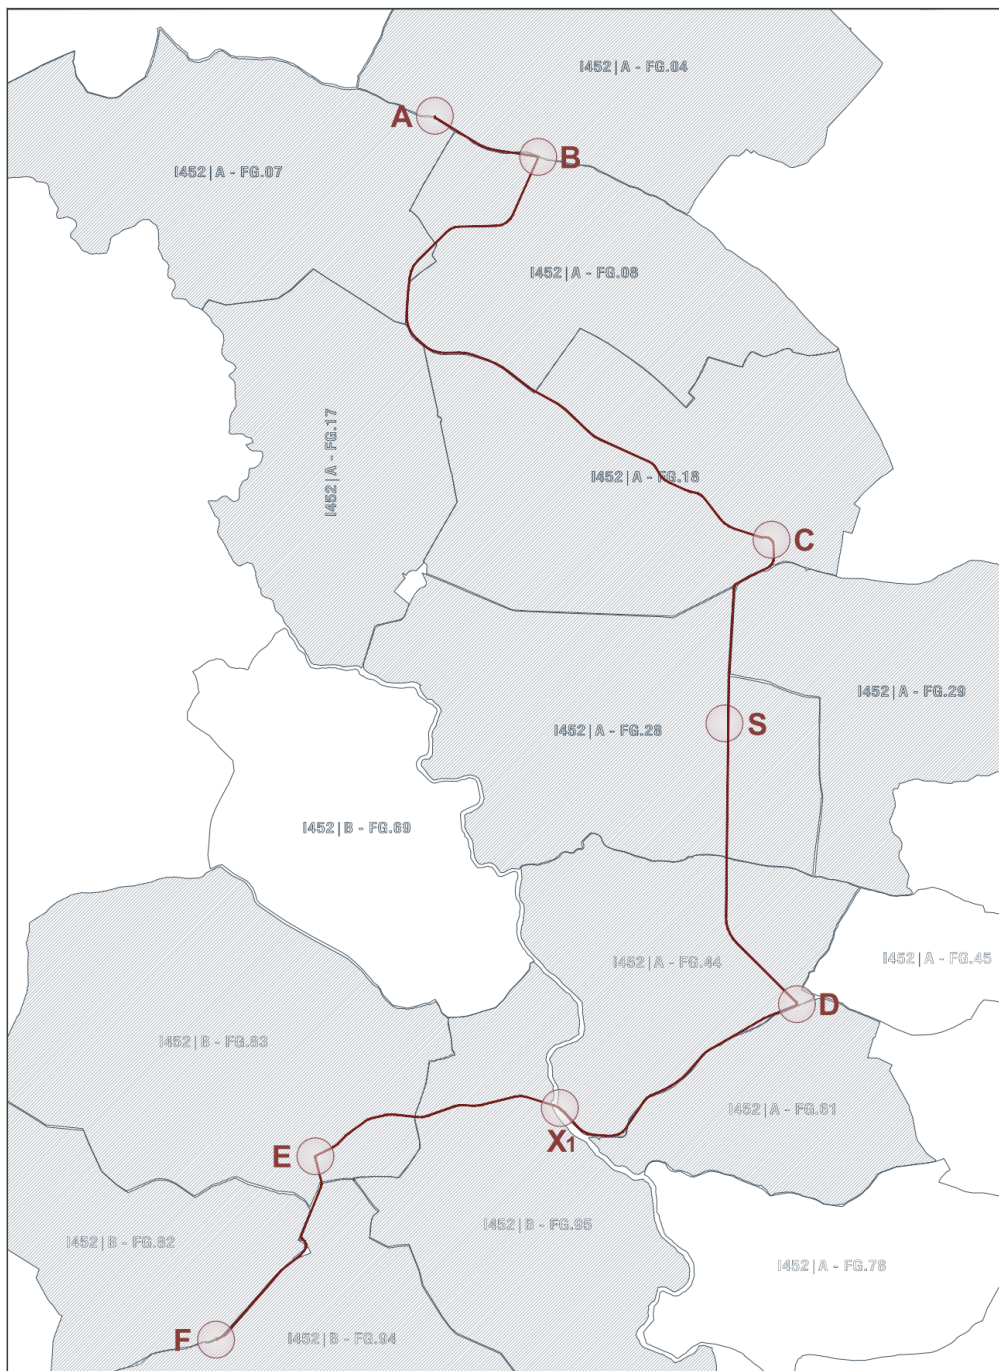 I452|A - FG.04
A
B
I452|A - FG.07
I452|A - FG.08
I452|A - FG.17
I452|A - FG.18
C
I452|A - FG.29
S
I452|A - FG.28
I452|B - FG.69
I452|A - FG.45
I452|A - FG.44
D
I452|B - FG.83
I452|A - FG.61
X1
E
I452|B - FG.95
I452|B - FG.82
I452|A - FG.78
F
I452|B - FG.94